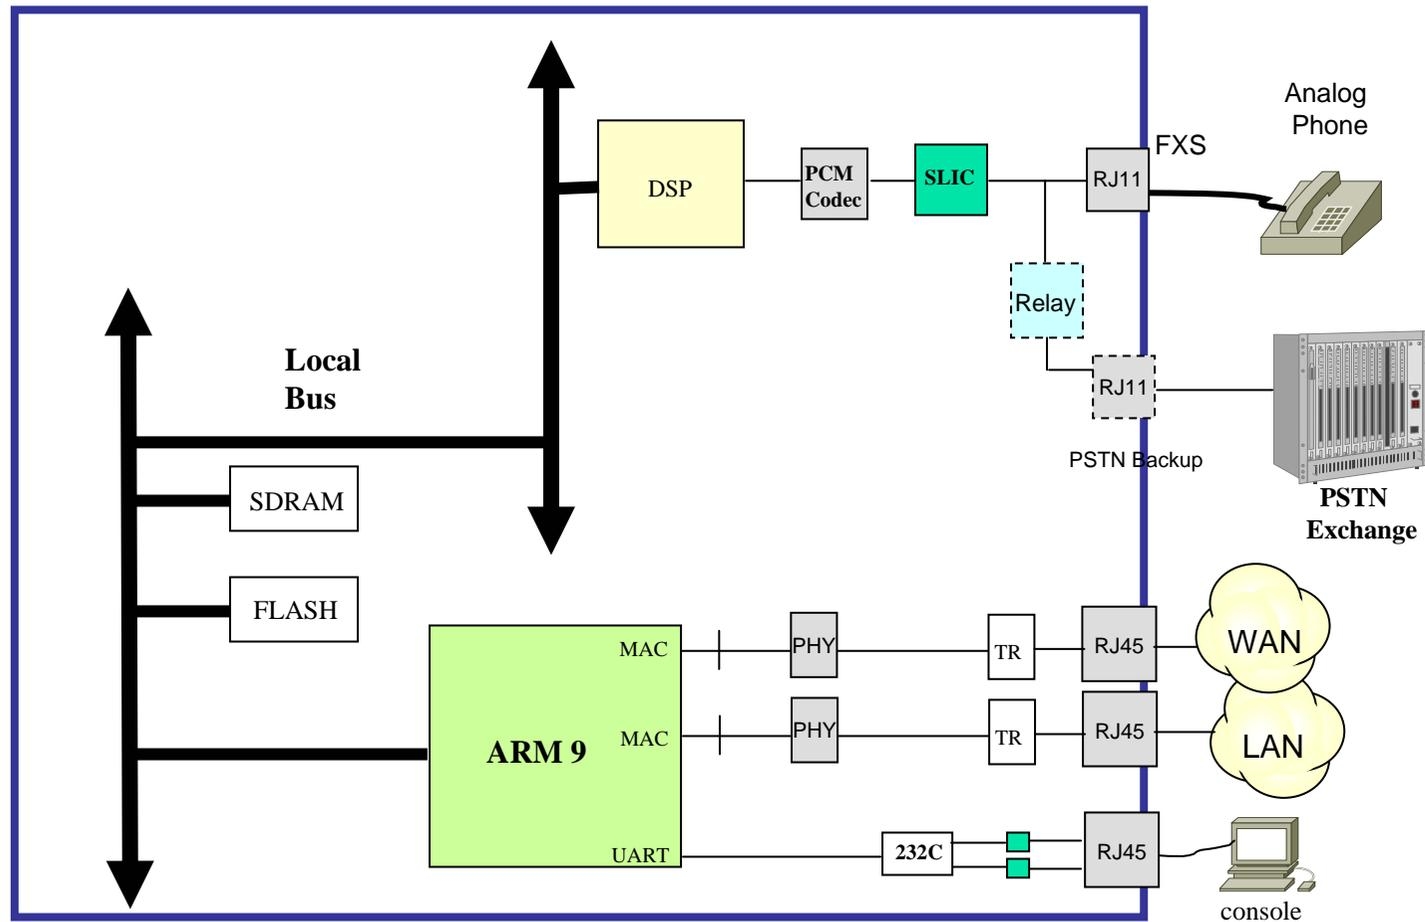 Analog
Phone
FXS
DSP
PCM
Codec
SLIC
RJ11
Relay
Local
Bus
RJ11
PSTN Backup
PSTN
Exchange
SDRAM
FLASH
MAC
PHY
TR
RJ45
WAN
ARM 9
MAC
PHY
TR
RJ45
LAN
UART
232C
RJ45
console